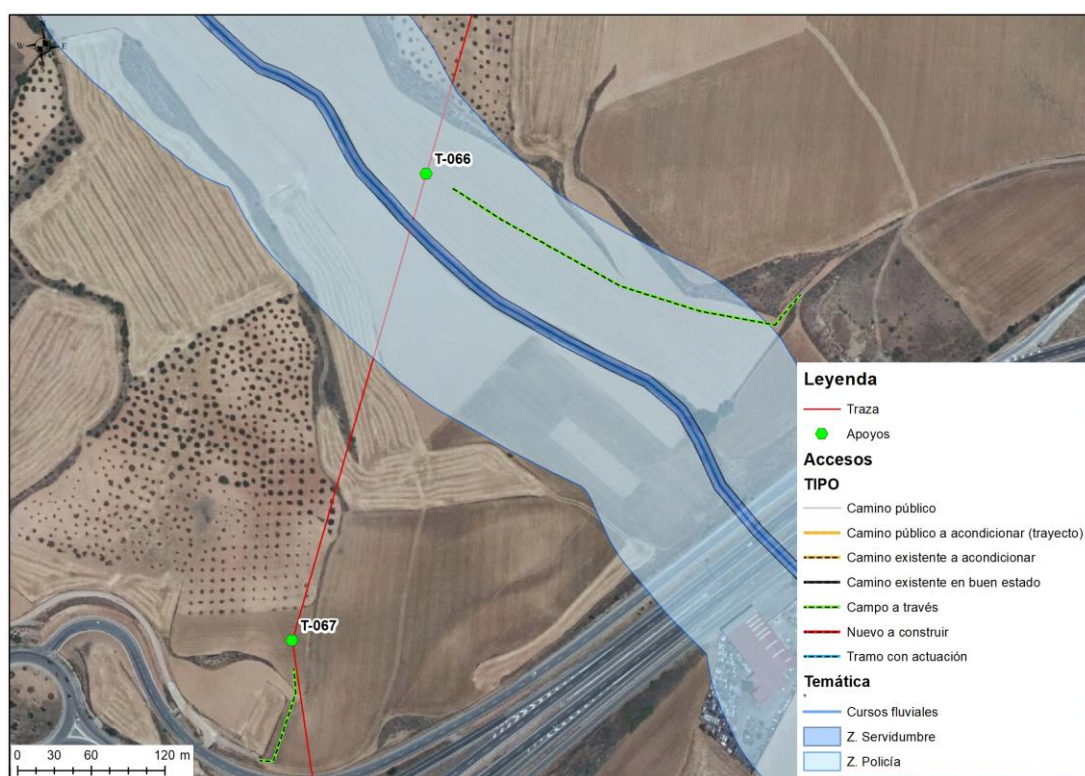 W E
T-066
T-067
Leyenda
Traza
Apoyos
Accesos
TIPO
Camino público
Camino público a acondicionar (trayecto)
Camino existente a acondicionar
Camino existente en buen estado
Campo a través
Nuevo a construir
Tramo con actuación
Temática
Cursos fluviales
Z. Servidumbre
Z. Policía
0 30 60 120 m